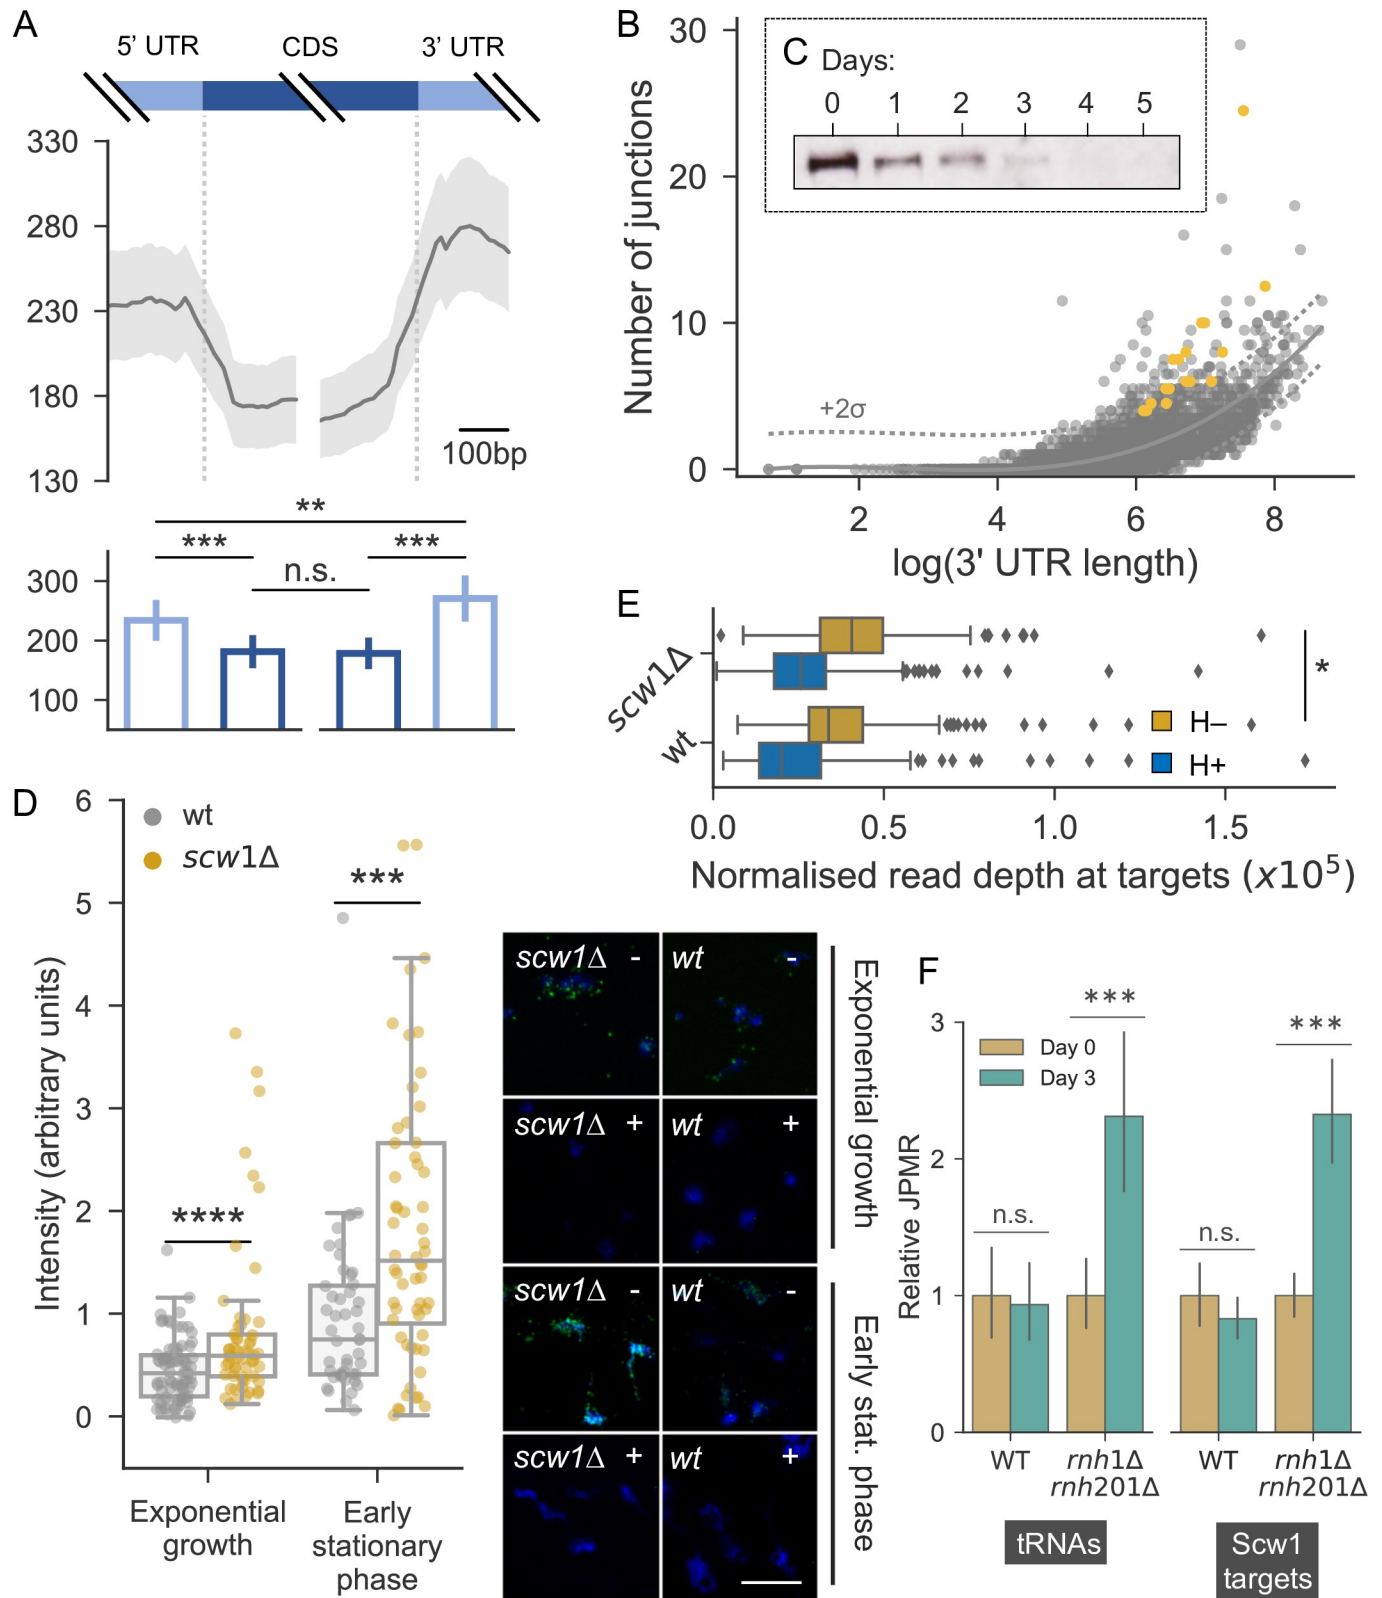 A
5' UTR CDS 3' UTR
330
280
230
180
130
100bp
**
*** ***
n.s.
300
200
100
B
30
20
10
0
Number of junctions
+2σ
2 4 6 8
log(3' UTR length)
C Days:
0 1 2 3 4 5
E
scw1Δ
wt
*
H–
H+
0.0 0.5 1.0 1.5
Normalised read depth at targets (x10⁵)
D
wt
scw1Δ
6
5
4
3
2
1
0
Intensity (arbitrary units)
****
***
Exponential
growth
Early
stationary
phase
scw1Δ - wt -
scw1Δ + wt +
scw1Δ - wt -
scw1Δ + wt +
Exponential growth
Early stat. phase
F
Day 0
Day 3
3
2
1
0
Relative JPMR
n.s. *** n.s. ***
WT rnh1Δ WT rnh1Δ
rnh201Δ rnh201Δ
tRNAs
Scw1
targets